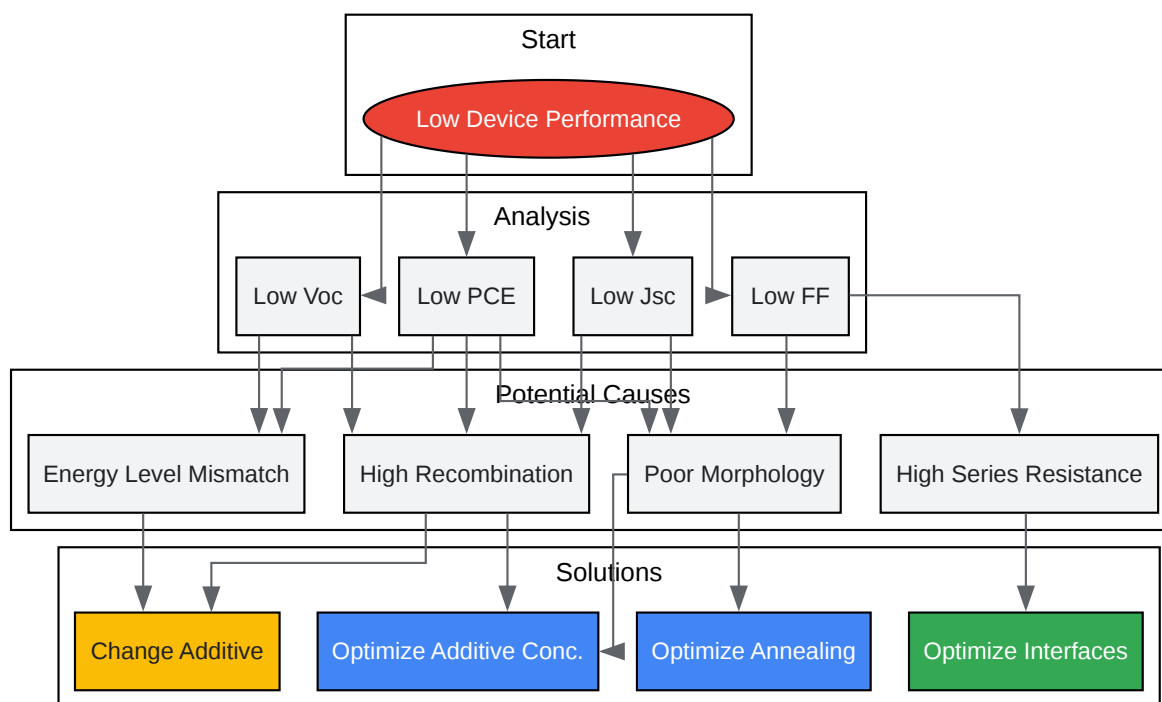 Start
Low Device Performance
Analysis
Low Voc
Low PCE
Low Jsc
Low FF
Potential Causes
Energy Level Mismatch
High Recombination
Poor Morphology
High Series Resistance
Solutions
Change Additive
Optimize Additive Conc.
Optimize Annealing
Optimize Interfaces